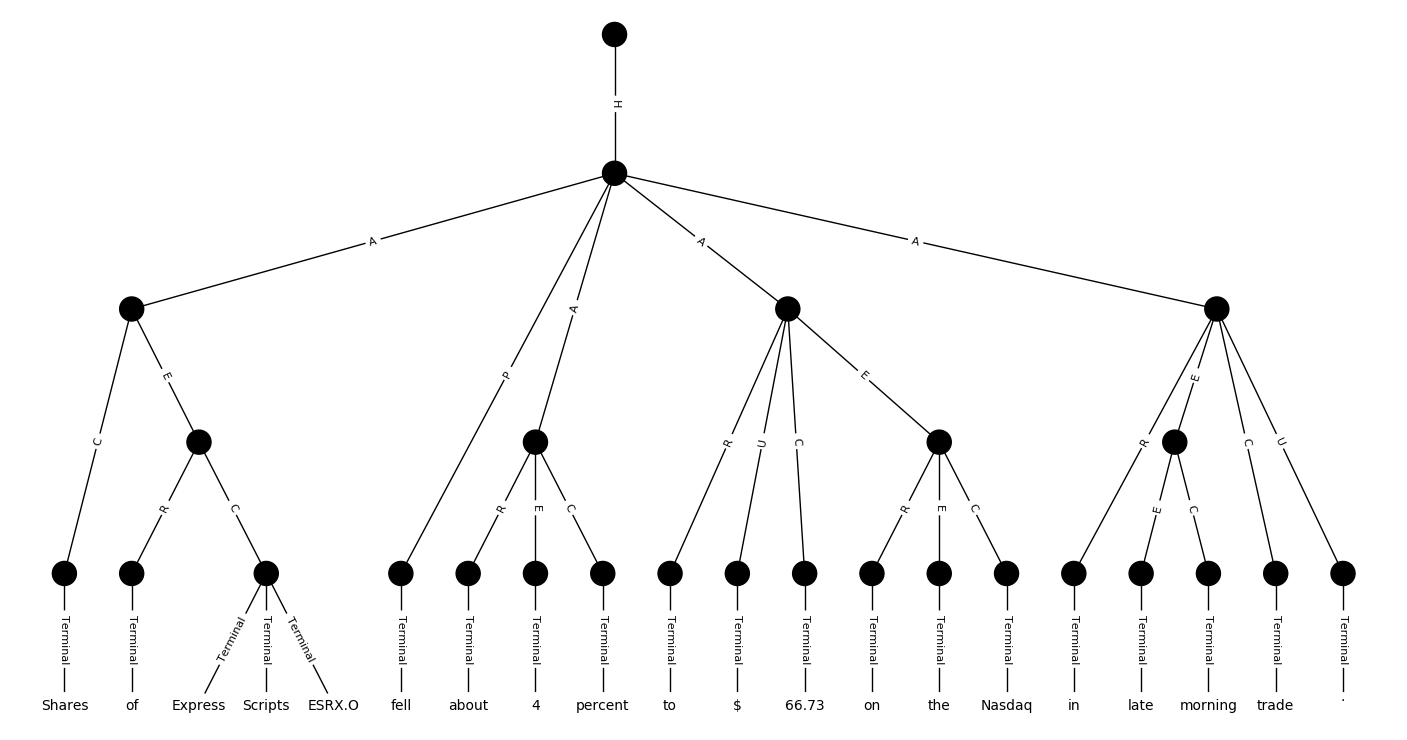 H
A A A
A
P E E E
C R U C R C U
R C R E C R E C E C
Terminal Terminal Terminal Terminal Terminal Terminal Terminal Terminal Terminal Terminal Terminal Terminal Terminal Terminal Terminal Terminal Terminal Terminal Terminal Terminal
Shares of Express Scripts ESRX.O fell about 4 percent to $ 66.73 on the Nasdaq in late morning trade .